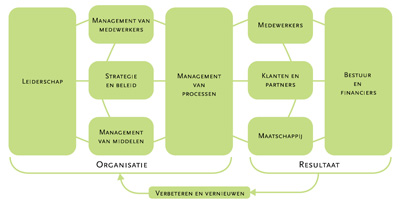 Leiderschap
Management van
medewerkers
Strategie
en beleid
Management
van middelen
Management
van
processen
Medewerkers
Klanten en
partners
Maatschappij
Bestuur
en
financiers
Organisatie
Resultaat
Verbeteren en vernieuwen